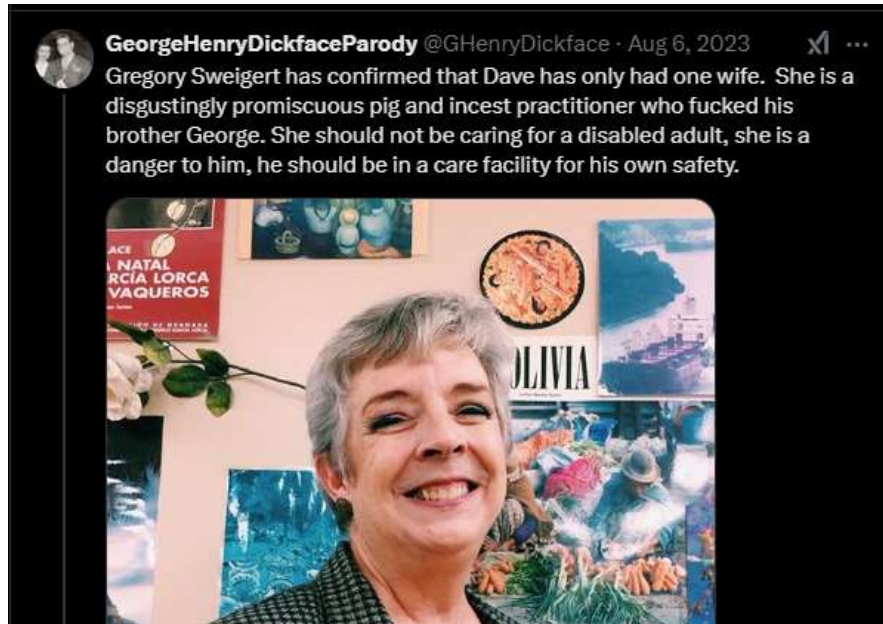 GeorgeHenryDickfaceParody @GHenryDickface · Aug 6, 2023
Gregory Sweigert has confirmed that Dave has only had one wife. She is a
disgustingly promiscuous pig and incest practitioner who fucked his
brother George. She should not be caring for a disabled adult, she is a
danger to him, he should be in a care facility for his own safety.
ACE
NATAL
RCÍA LORCA
VAQUEROS
OLIVIA